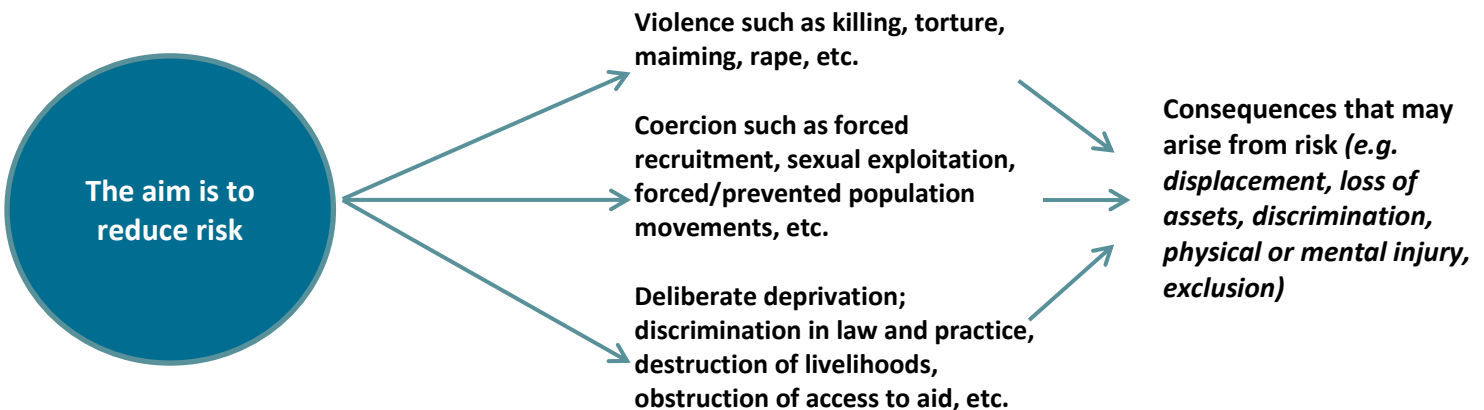 The aim is to
reduce risk
Violence such as killing, torture,
maiming, rape, etc.
Coercion such as forced
recruitment, sexual exploitation,
forced/prevented population
movements, etc.
Deliberate deprivation;
discrimination in law and practice,
destruction of livelihoods,
obstruction of access to aid, etc.
Consequences that may
arise from risk (e.g.
displacement, loss of
assets, discrimination,
physical or mental injury,
exclusion)